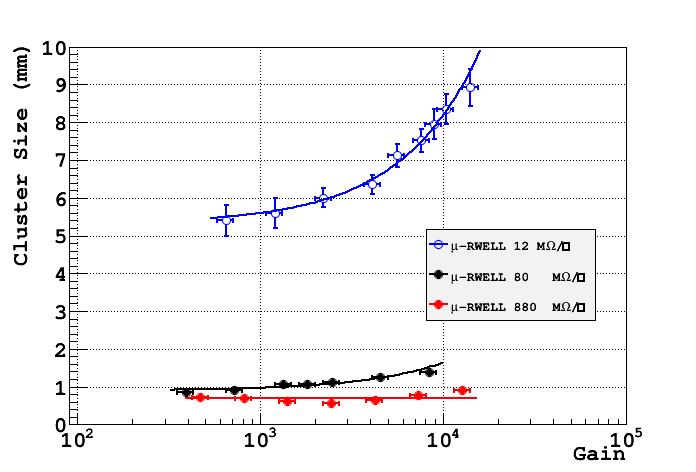 Cluster Size (mm)
10
9
8
7
6
5
4
3
2
1
0
μ-RWELL 12 MΩ/□
μ-RWELL 80 MΩ/□
μ-RWELL 880 MΩ/□
10² 10³ 10⁴ 10⁵
Gain